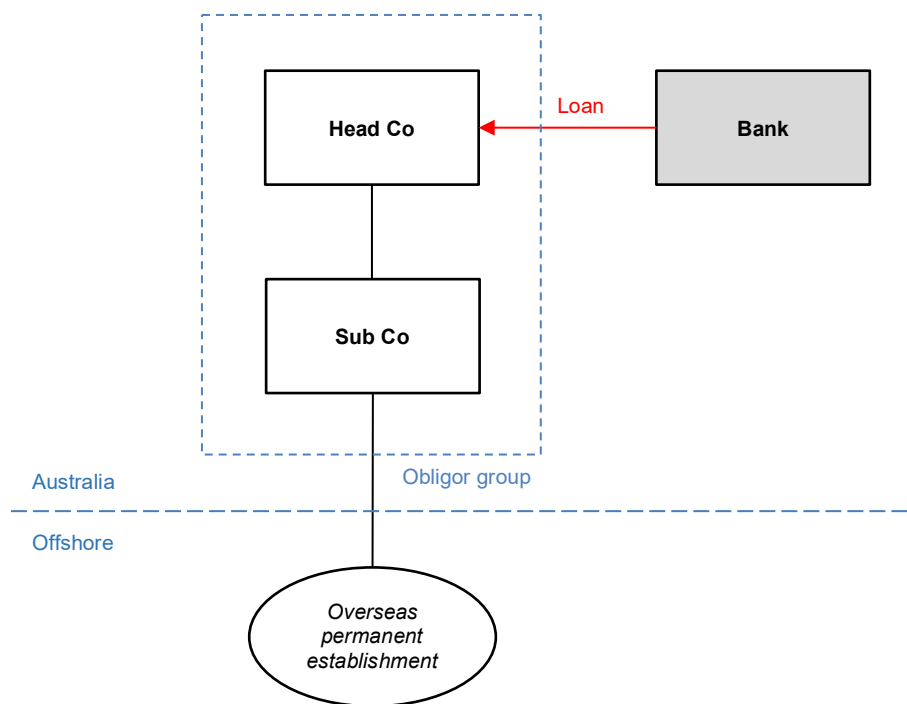 Loan
Head Co
Bank
Sub Co
Australia
Obligor group
Offshore
Overseas
permanent
establishment